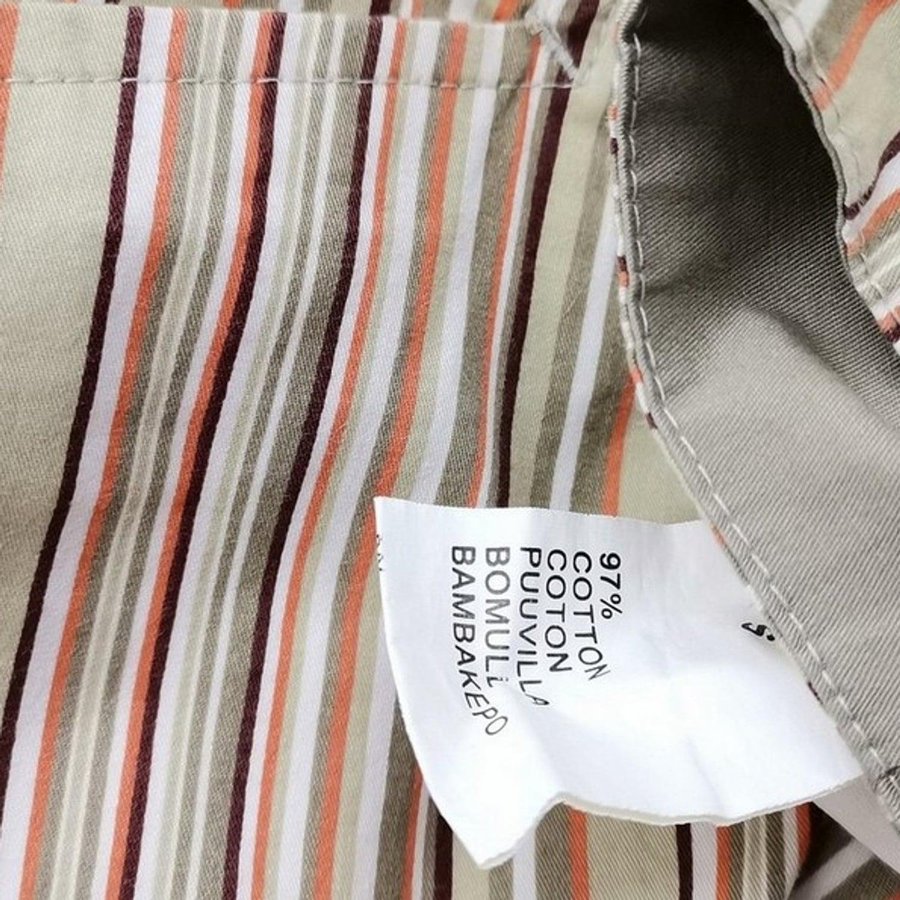 97%
COTTON
COTON
PUUVILLA
BOMULL
BAMBAKEPO